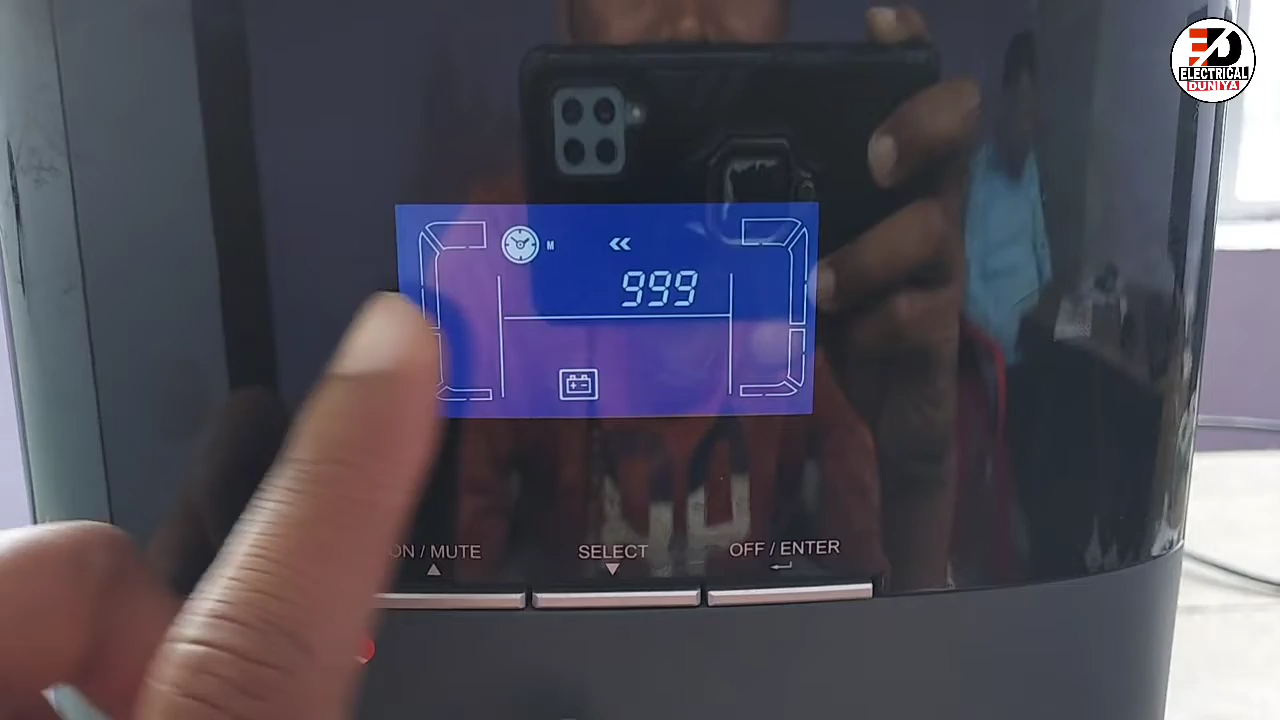 ELECTRICAL
DUNIYA
M
999
ON / MUTE
SELECT
OFF / ENTER